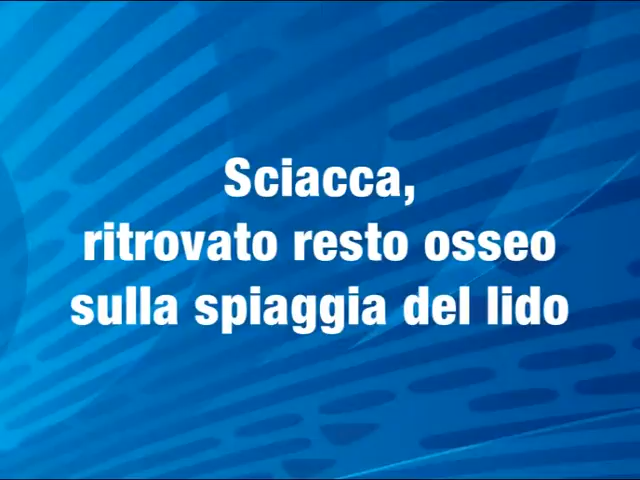 Sciacca,
ritrovato resto osseo
sulla spiaggia del lido